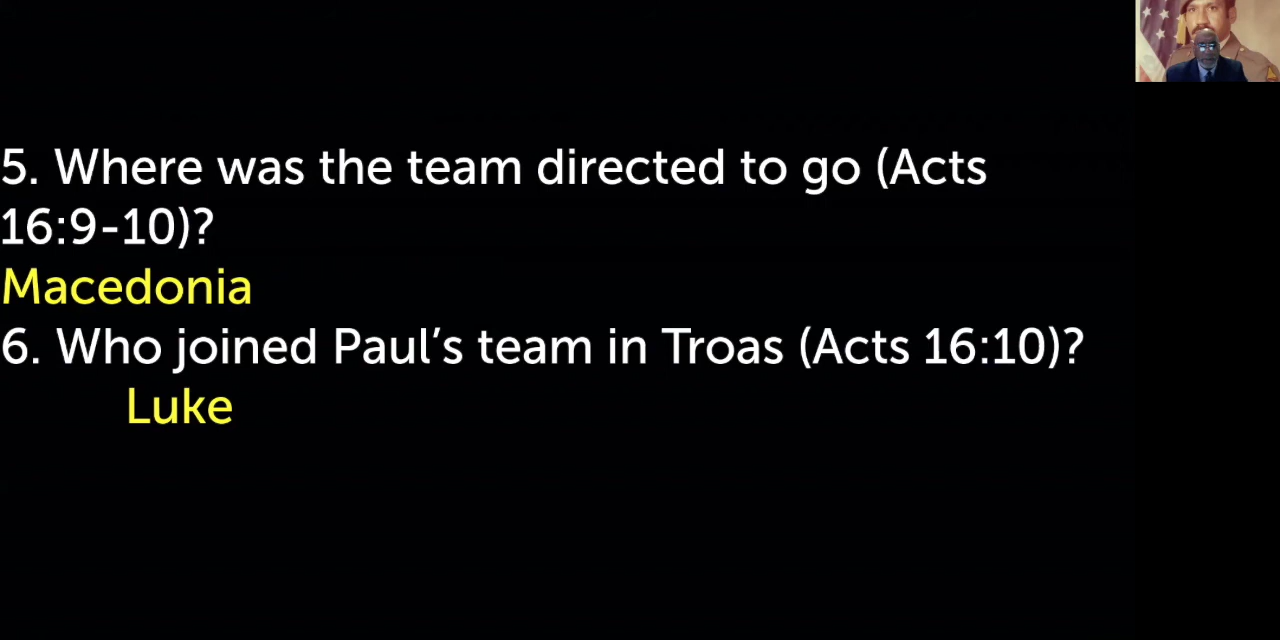 5. Where was the team directed to go (Acts
16:9-10)?
Macedonia
6. Who joined Paul’s team in Troas (Acts 16:10)?
Luke